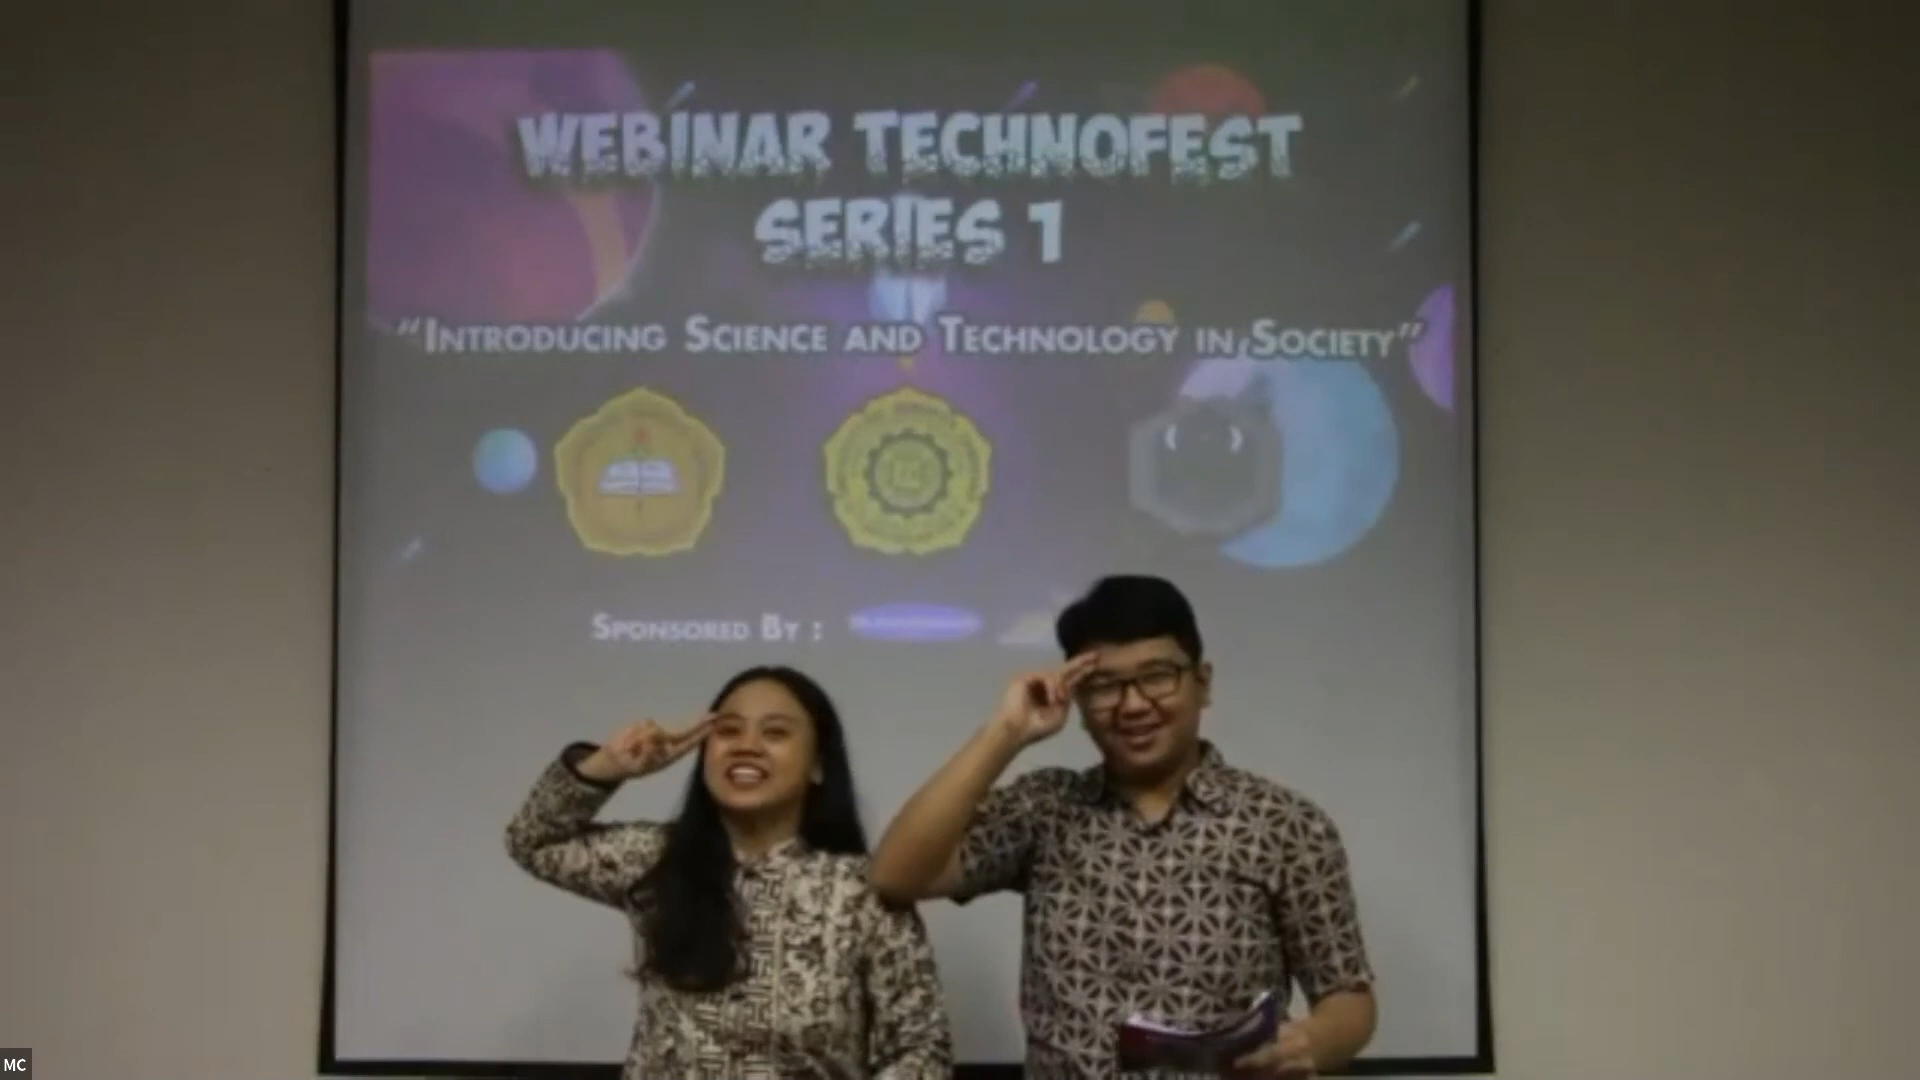 WEBINAR TECHNOFEST
SERIES 1
“INTRODUCING SCIENCE AND TECHNOLOGY IN SOCIETY”
SPONSORED BY :
MC